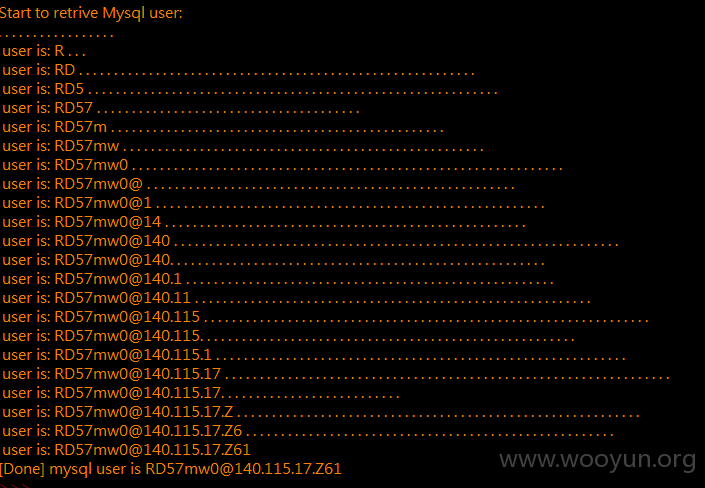 Start to retrive Mysql user:
. . . . . . . . . . . . . . . . .
user is: R . . .
user is: RD . . . . . . . . . . . . . . . . . . . . . . . . . . . . . . . . . . . . . . . . . . . . . . . . . . . . . . . . .
user is: RD5 . . . . . . . . . . . . . . . . . . . . . . . . . . . . . . . . . . . . . . . . . . . . . . . . . . . . . . . . . . .
user is: RD57 . . . . . . . . . . . . . . . . . . . . . . . . . . . . . . . . . . . . . .
user is: RD57m . . . . . . . . . . . . . . . . . . . . . . . . . . . . . . . . . . . . . . . . . . . . . . . .
user is: RD57mw . . . . . . . . . . . . . . . . . . . . . . . . . . . . . . . . . . . . . . . . . . . . . . . . . . . .
user is: RD57mw0 . . . . . . . . . . . . . . . . . . . . . . . . . . . . . . . . . . . . . . . . . . . . . . . . . . . . . . . . . . . . . .
user is: RD57mw0@ . . . . . . . . . . . . . . . . . . . . . . . . . . . . . . . . . . . . . . . . . . . . . . . . . . . . .
user is: RD57mw0@1 . . . . . . . . . . . . . . . . . . . . . . . . . . . . . . . . . . . . . . . . . . . . . . . . . . . . . . . .
user is: RD57mw0@14 . . . . . . . . . . . . . . . . . . . . . . . . . . . . . . . . . . . . . . . . . . . . . . . . . . . .
user is: RD57mw0@140 . . . . . . . . . . . . . . . . . . . . . . . . . . . . . . . . . . . . . . . . . . . . . . . . . . . . . . . . . . . . . . . .
user is: RD57mw0@140. . . . . . . . . . . . . . . . . . . . . . . . . . . . . . . . . . . . . . . . . . . . . . . . . . . . . .
user is: RD57mw0@140.1 . . . . . . . . . . . . . . . . . . . . . . . . . . . . . . . . . . . . . . . . . . . . . . . . . . . . .
user is: RD57mw0@140.11 . . . . . . . . . . . . . . . . . . . . . . . . . . . . . . . . . . . . . . . . . . . . . . . . . . . . . . . . .
user is: RD57mw0@140.115 . . . . . . . . . . . . . . . . . . . . . . . . . . . . . . . . . . . . . . . . . . . . . . . . . . . . . . . . . . . . . . . .
user is: RD57mw0@140.115. . . . . . . . . . . . . . . . . . . . . . . . . . . . . . . . . . . . . . . . . . . . . . . . . . . . . .
user is: RD57mw0@140.115.1 . . . . . . . . . . . . . . . . . . . . . . . . . . . . . . . . . . . . . . . . . . . . . . . . . . . . . . . . . . .
user is: RD57mw0@140.115.17 . . . . . . . . . . . . . . . . . . . . . . . . . . . . . . . . . . . . . . . . . . . . . . . . . . . . . . . . . . . . . . . .
user is: RD57mw0@140.115.17. . . . . . . . . . . . . . . . . . . . . . . . . .
user is: RD57mw0@140.115.17.Z . . . . . . . . . . . . . . . . . . . . . . . . . . . . . . . . . . . . . . . . . . . . . . . . . . . . . . . . . .
user is: RD57mw0@140.115.17.Z6 . . . . . . . . . . . . . . . . . . . . . . . . . . . . . . . . . . . . . . . . . . . . . . . . . . . . .
user is: RD57mw0@140.115.17.Z61
[Done] mysql user is RD57mw0@140.115.17.Z61
www.wooyun.org
>>>